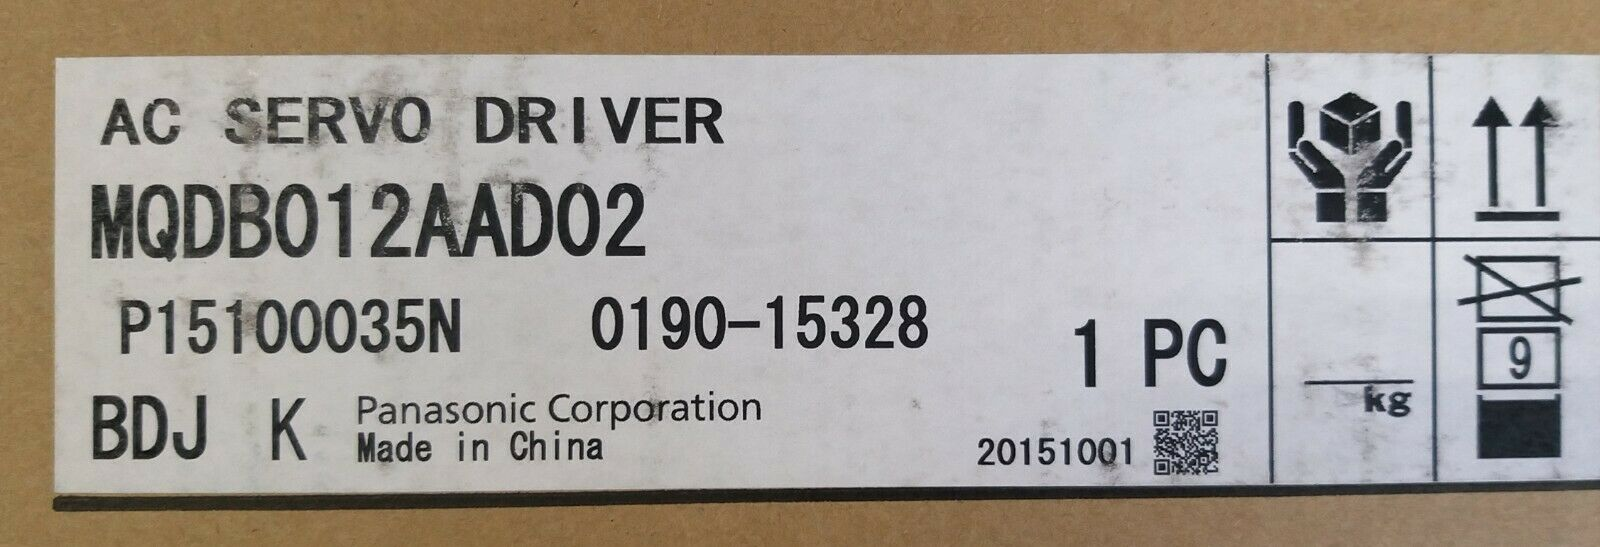 AC SERVO DRIVER
MQDB012AAD02
P15100035N 0190-15328
1 PC
BDJ K Panasonic Corporation
Made in China
20151001
kg
9